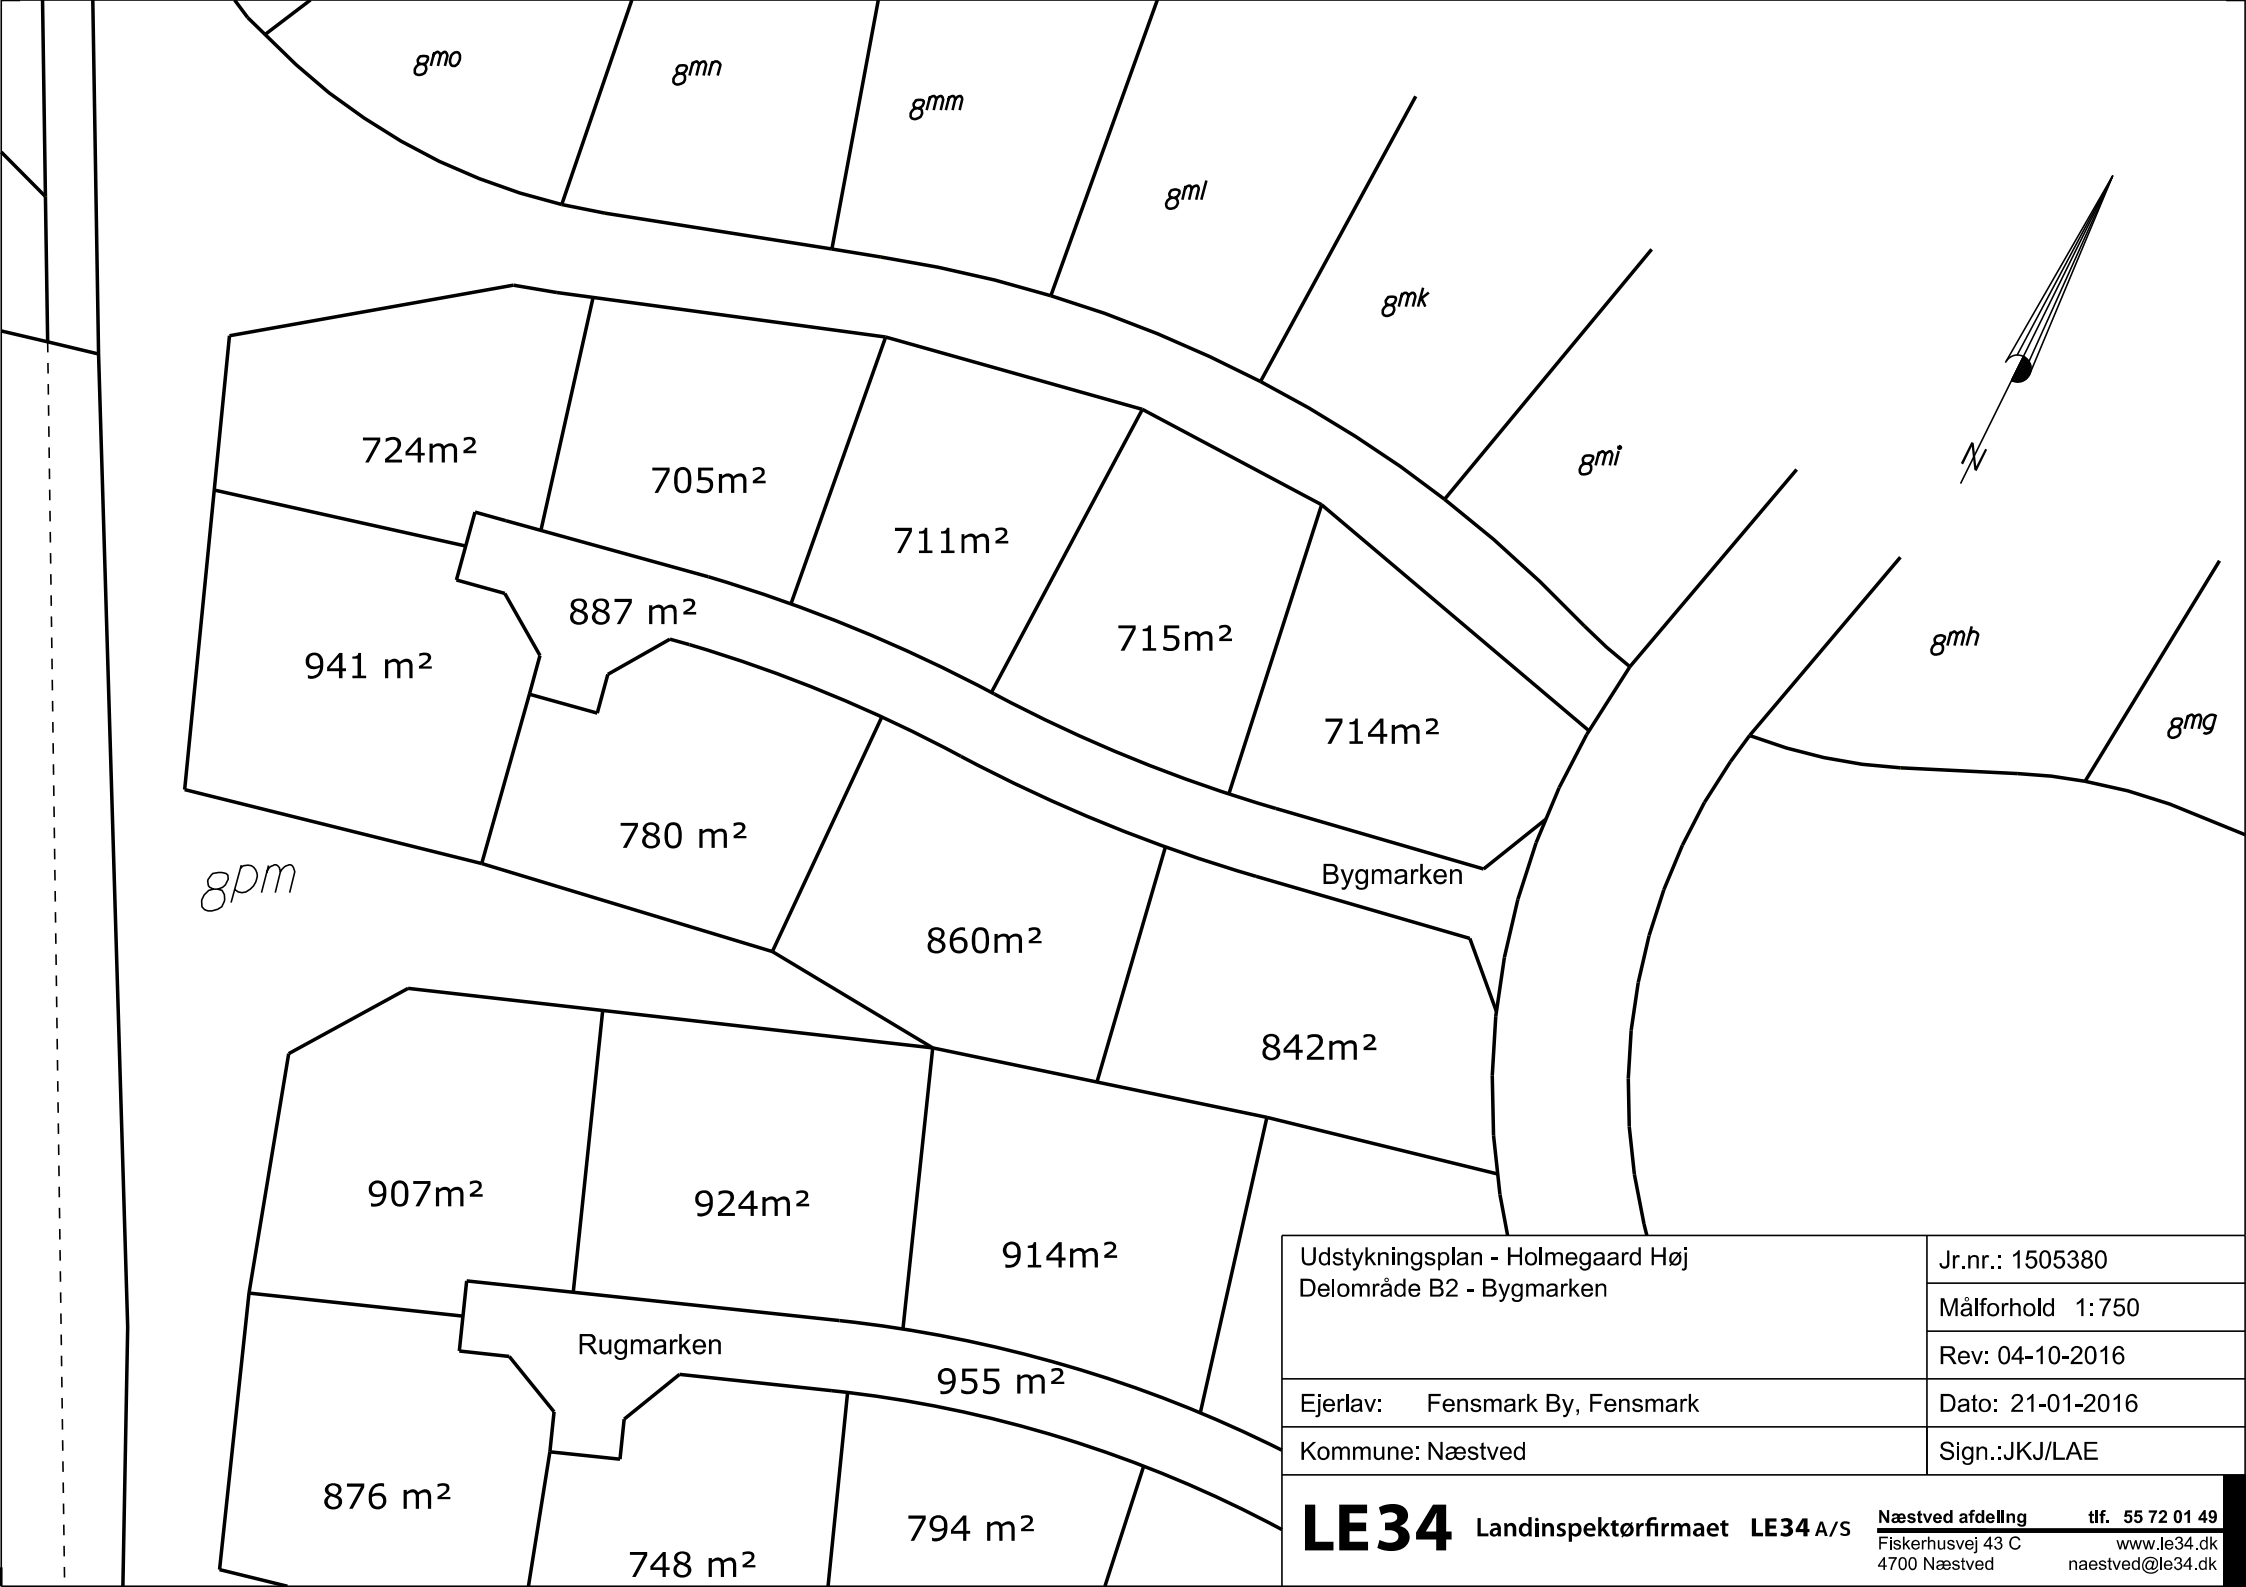 8mo
8mn
8mm
8ml
8mk
8mi
8mh
8mg
N
724m²
705m²
711m²
715m²
714m²
887 m²
941 m²
780 m²
860m²
842m²
Bygmarken
8pm
907m²
924m²
914m²
Rugmarken
955 m²
876 m²
748 m²
794 m²
Udstykningsplan - Holmegaard Høj
Delområde B2 - Bygmarken
Jr.nr.: 1505380
Målforhold 1:750
Rev: 04-10-2016
Ejerlav: Fensmark By, Fensmark
Dato: 21-01-2016
Kommune: Næstved
Sign.:JKJ/LAE
LE34 Landinspektørfirmaet LE34 A/S
Næstved afdeling tlf. 55 72 01 49
Fiskerhusvej 43 C www.le34.dk
4700 Næstved naestved@le34.dk